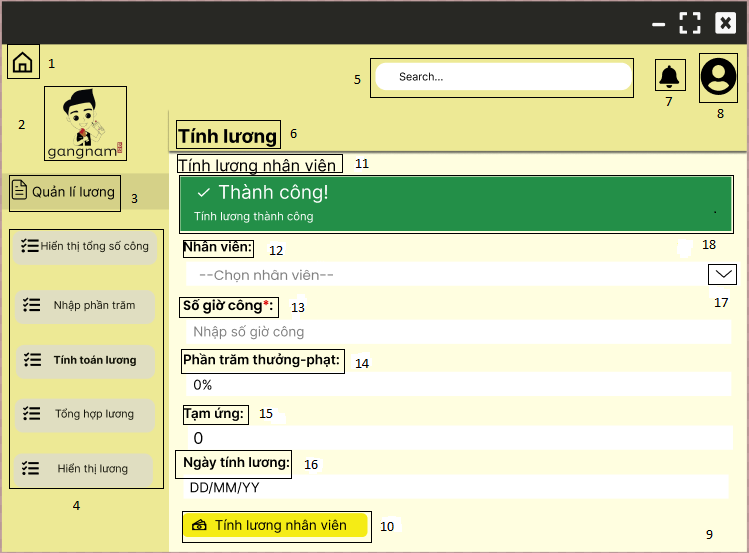 1
5
Search...
7
8
2
gangnam
Tính lương
6
Tính lương nhân viên
11
Quản lí lương
3
Thành công!
Tính lương thành công
Hiển thị tổng số công
Nhân viên:
12
18
--Chọn nhân viên--
17
Nhập phần trăm
Số giờ công*:
13
Nhập số giờ công
Tính toán lương
Phần trăm thưởng-phạt:
14
0%
Tổng hợp lương
Tạm ứng:
15
0
Hiển thị lương
Ngày tính lương:
16
DD/MM/YY
4
Tính lương nhân viên
10
9